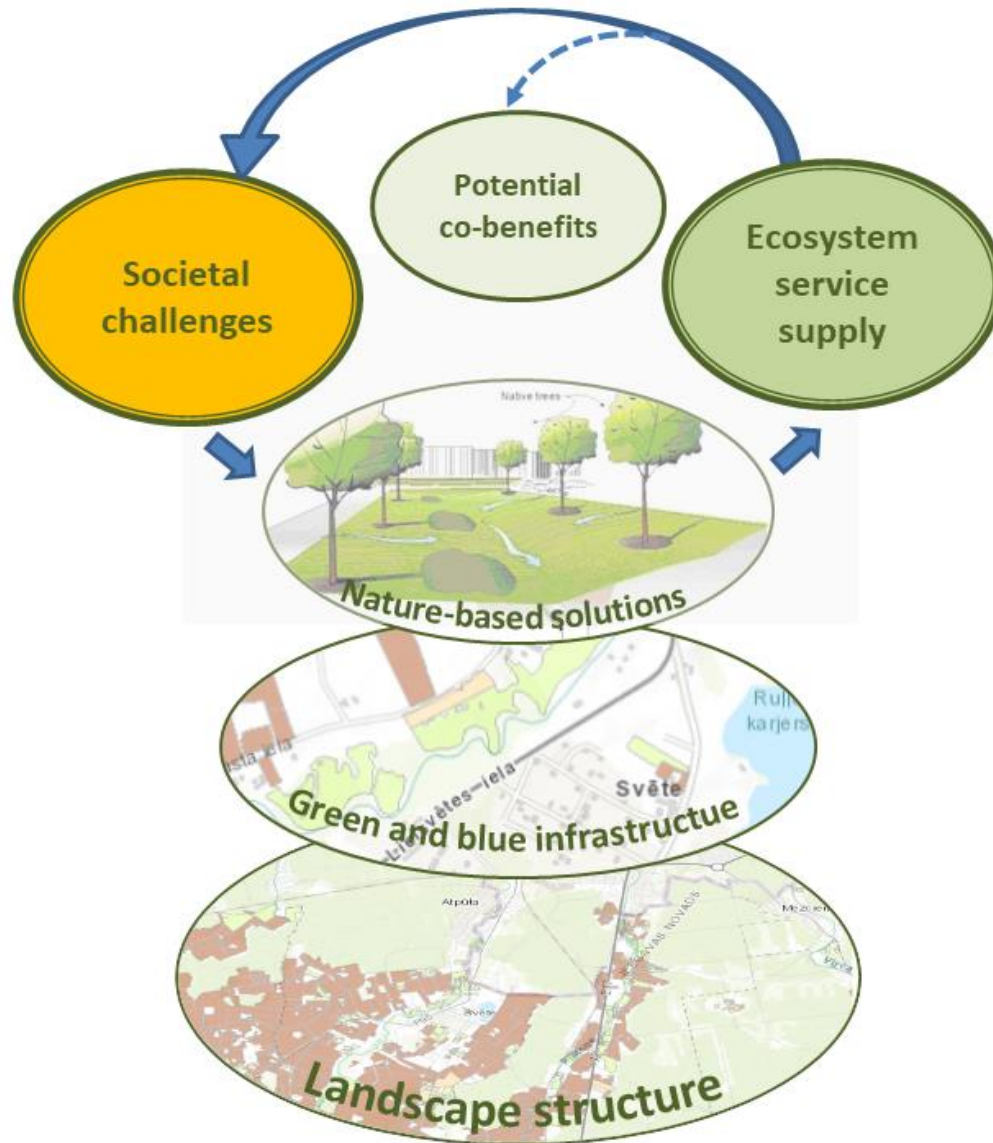 Potential
co-benefits
Societal
challenges
Ecosystem
service
supply
Native trees
Nature-based solutions
karjers
Svēte
Green and blue infrastructue
Atpūta
Landscape structure